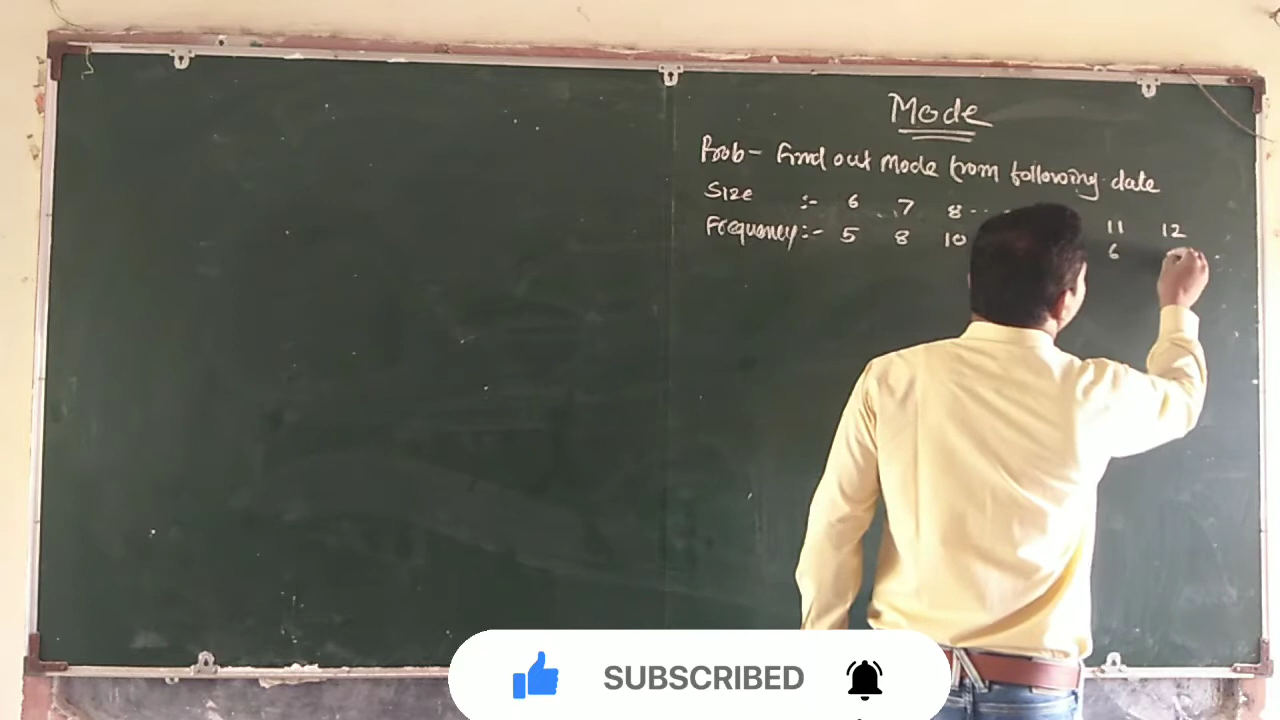 Mode
Prob- Find out Mode from following date
Size :- 6 7 8 11 12
Frequency:- 5 8 10 6
SUBSCRIBED